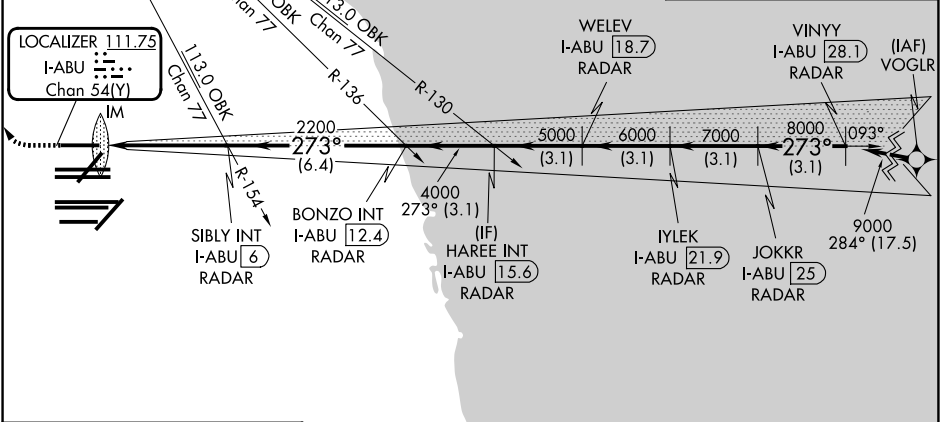 LOCALIZER 111.75
I-ABU
Chan 54(Y)
IM
113.0 OBK
Chan 77
OBK
Chan 77
113.0 OBK
Chan 77
R-154
R-136
R-130
WELEV
I-ABU 18.7
RADAR
VINYY
I-ABU 28.1
RADAR
(IAF)
VOGLR
2200
273°
(6.4)
4000
273° (3.1)
5000
(3.1)
6000
(3.1)
7000
(3.1)
8000
273°
(3.1)
093°
9000
284° (17.5)
SIBLY INT
I-ABU 6
RADAR
BONZO INT
I-ABU 12.4
RADAR
(IF)
HAREE INT
I-ABU 15.6
RADAR
IYLEK
I-ABU 21.9
RADAR
JOKKR
I-ABU 25
RADAR